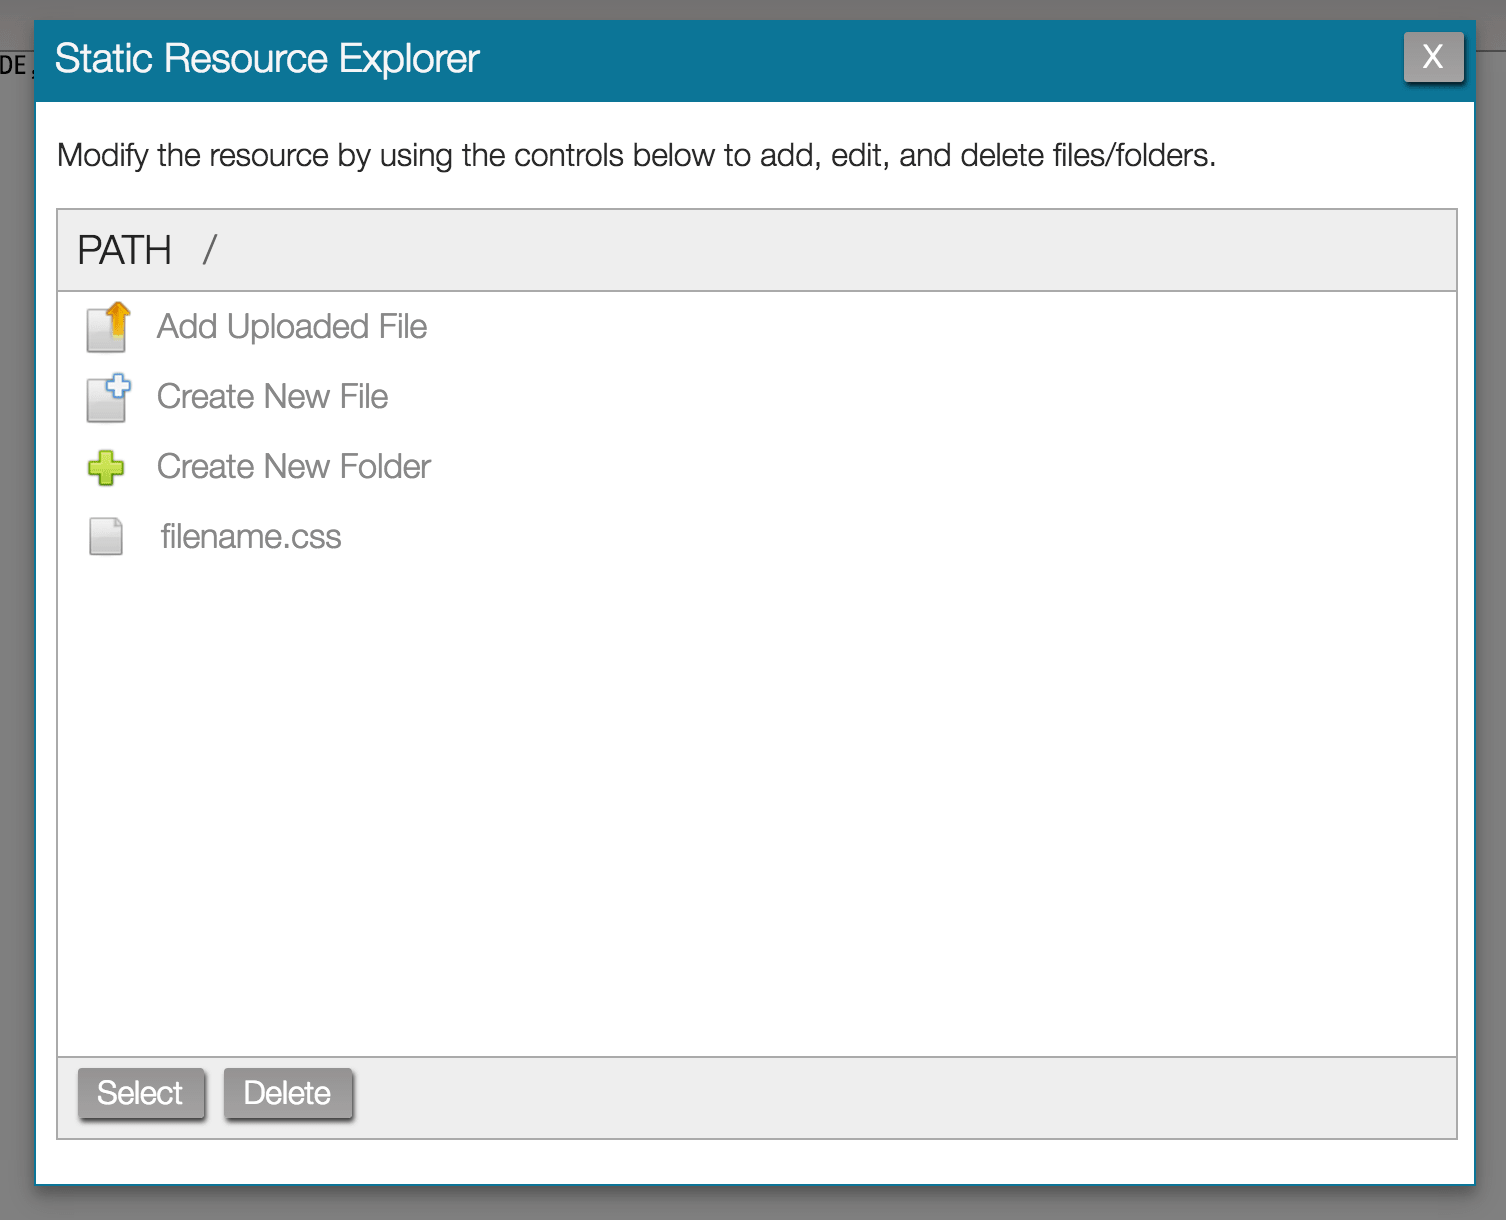 Static Resource Explorer
X
DE,
Modify the resource by using the controls below to add, edit, and delete files/folders.
PATH /
Add Uploaded File
Create New File
Create New Folder
filename.css
Select Delete